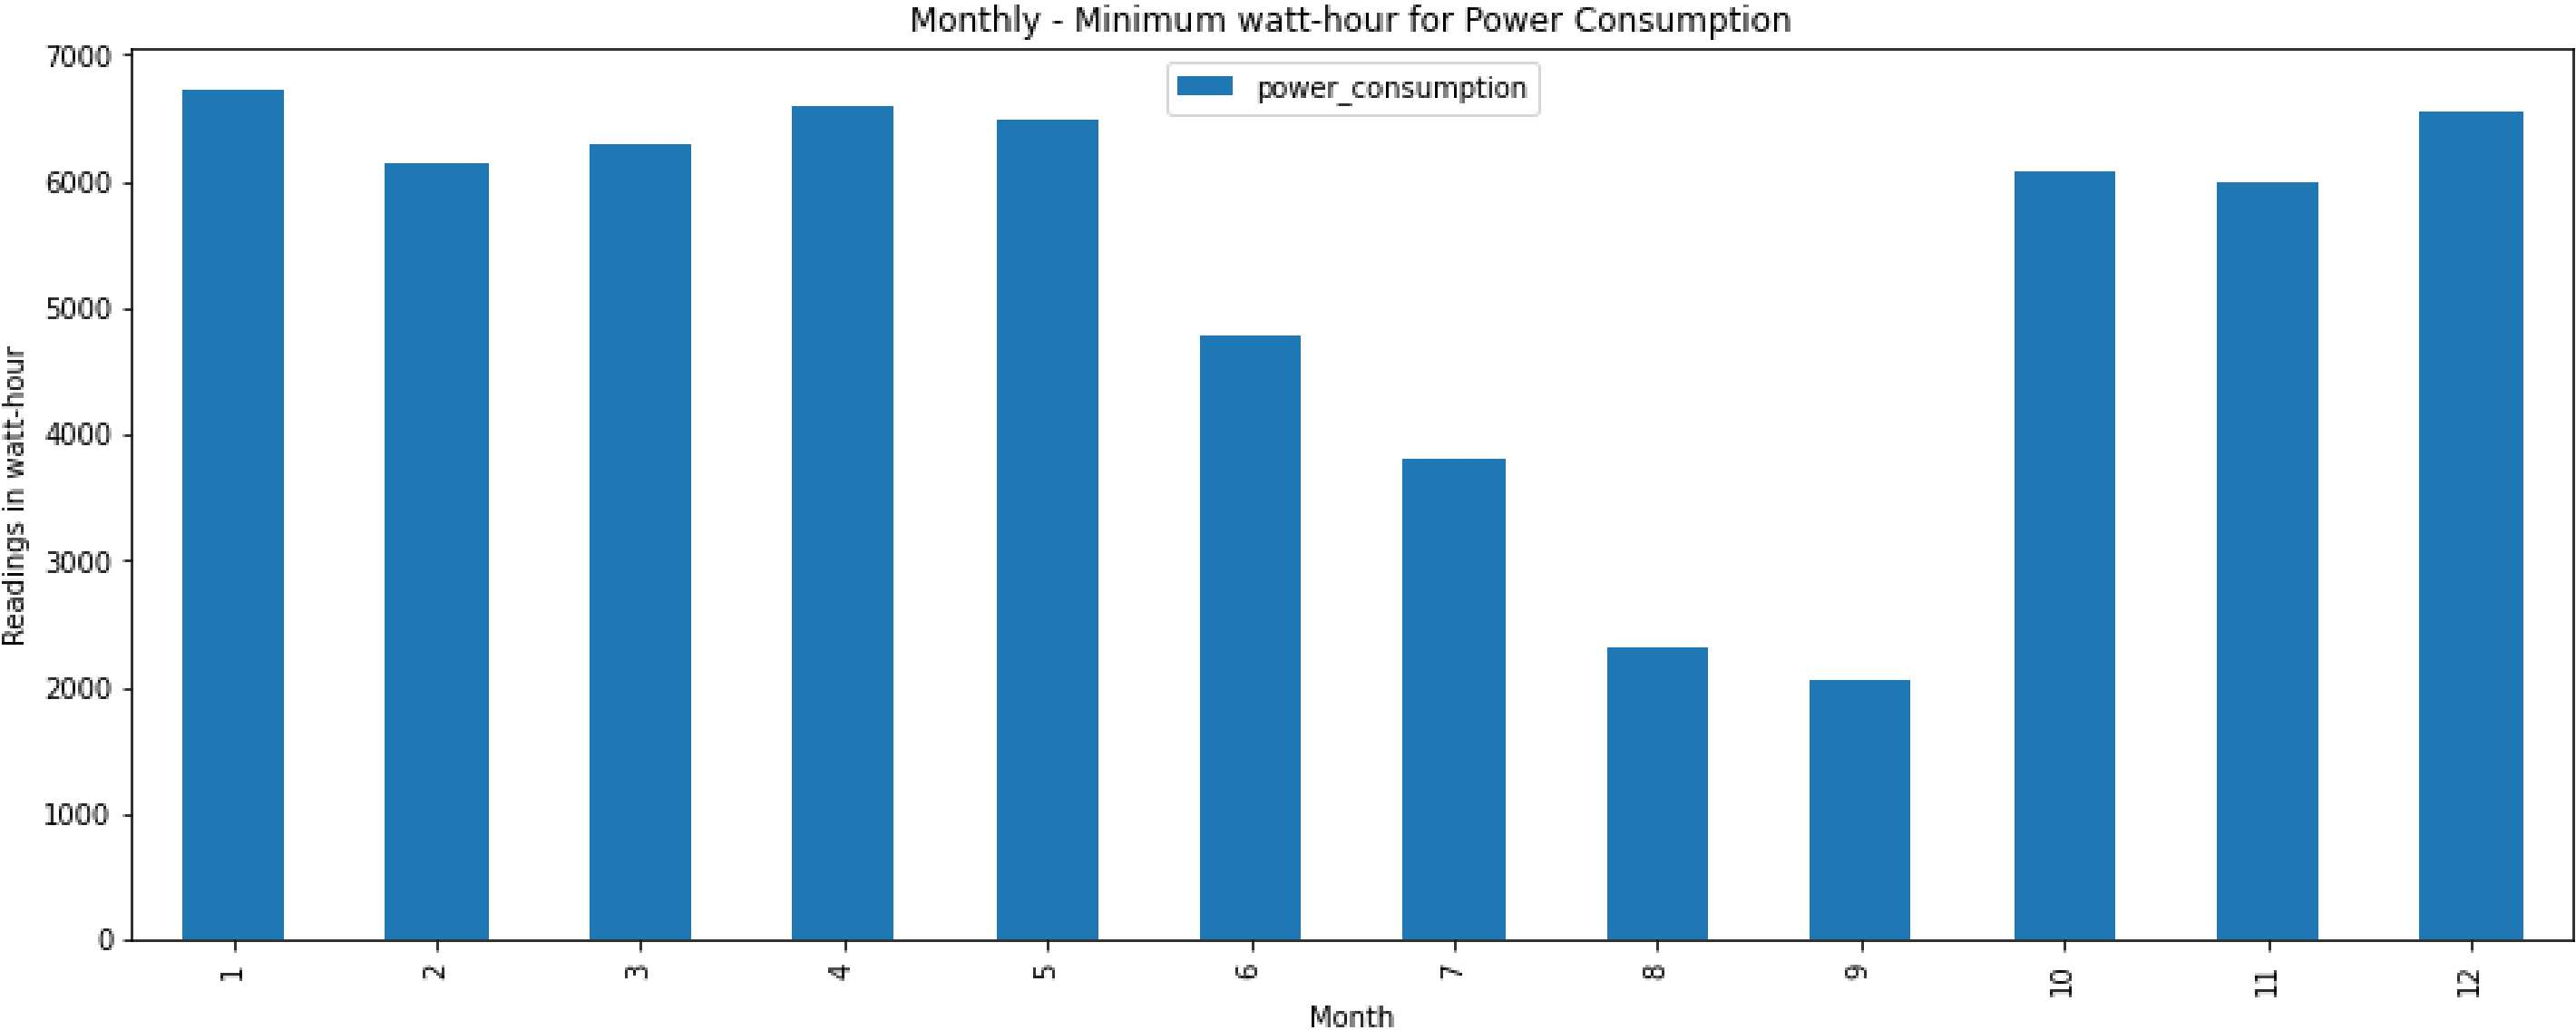 Monthly - Minimum watt-hour for Power Consumption
power_consumption
Readings in watt-hour
7000
6000
5000
4000
3000
2000
1000
0
1 2 3 4 5 6 7 8 9 10 11 12
Month